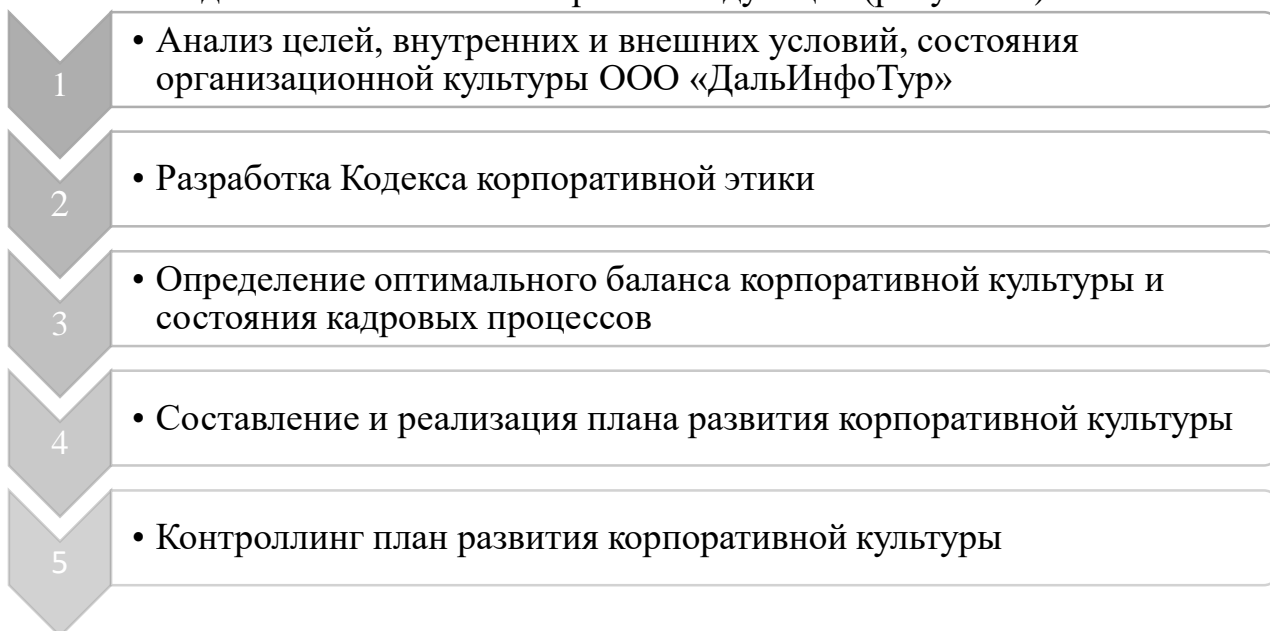 1
• Анализ целей, внутренних и внешних условий, состояния
организационной культуры ООО «ДальИнфоТур»
2
• Разработка Кодекса корпоративной этики
3
• Определение оптимального баланса корпоративной культуры и
состояния кадровых процессов
4
• Составление и реализация плана развития корпоративной культуры
5
• Контроллинг план развития корпоративной культуры